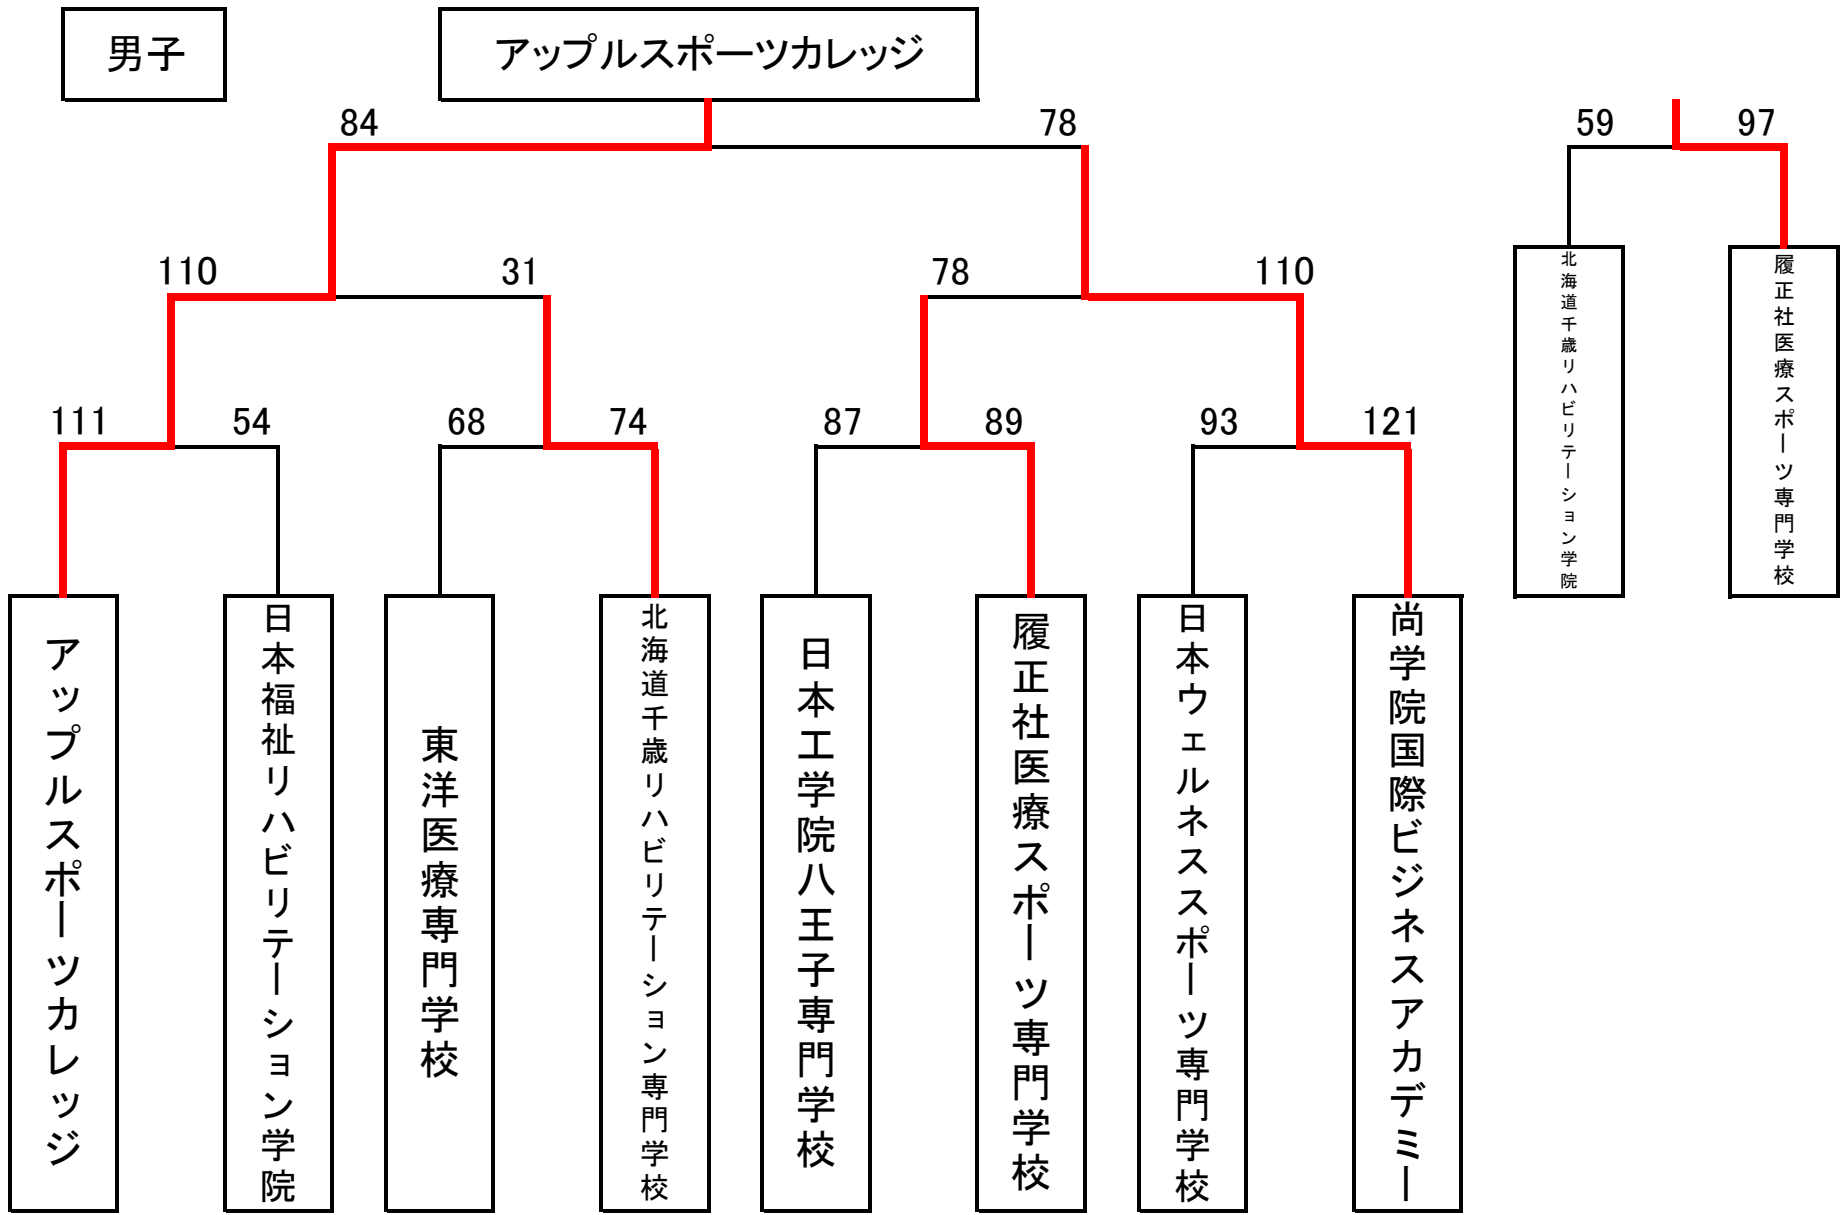 男子
アップルスポーツカレッジ
84
78
59
97
110
31
78
110
北海道千歳リハビリテーション学院
履正社医療スポーツ専門学校
111
54
68
74
87
89
93
121
アップルスポーツカレッジ
日本福祉リハビリテーション学院
東洋医療専門学校
北海道千歳リハビリテーション専門学校
日本工学院八王子専門学校
履正社医療スポーツ専門学校
日本ウェルネススポーツ専門学校
尚学院国際ビジネスアカデミー